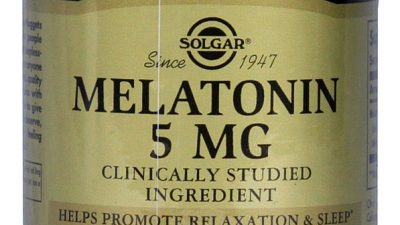 SOLGAR®
Since 1947
MELATONIN
5 MG
CLINICALLY STUDIED
INGREDIENT
HELPS PROMOTE RELAXATION & SLEEP*